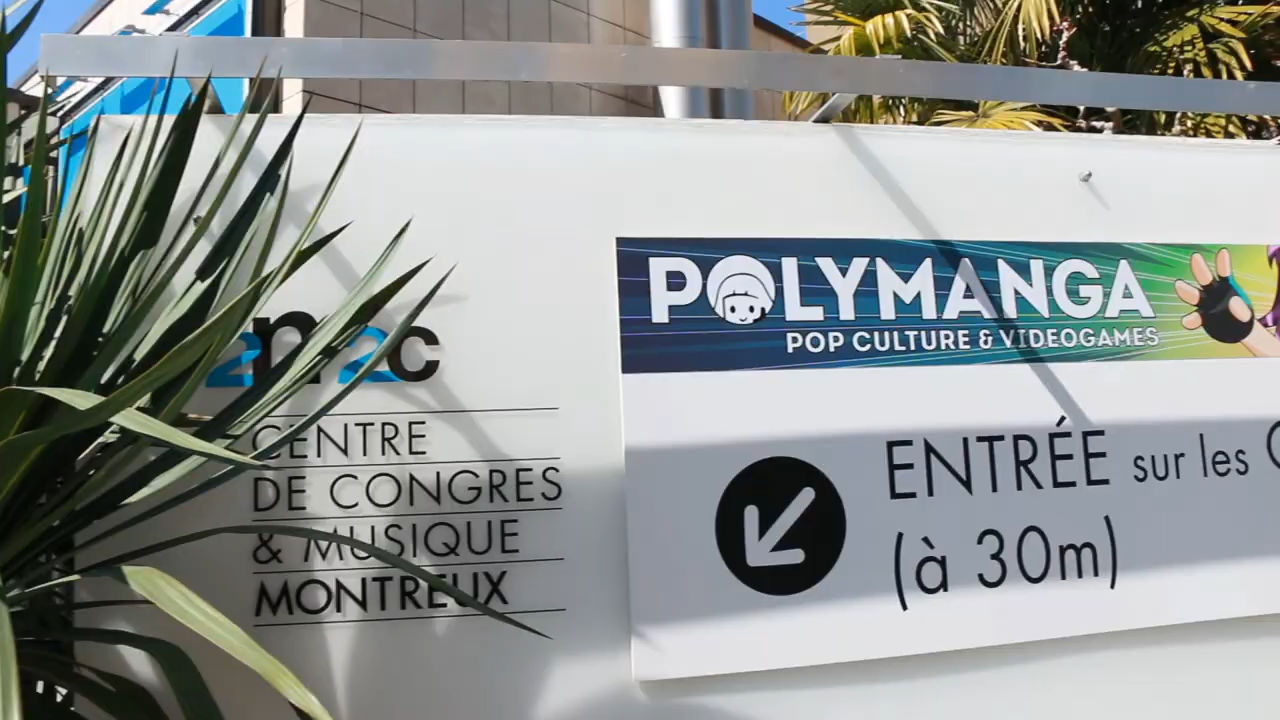 2m2c
CENTRE
DE CONGRES
& MUSIQUE
MONTREUX
POLYMANGA
POP CULTURE & VIDEOGAMES
ENTRÉE sur les
(à 30m)